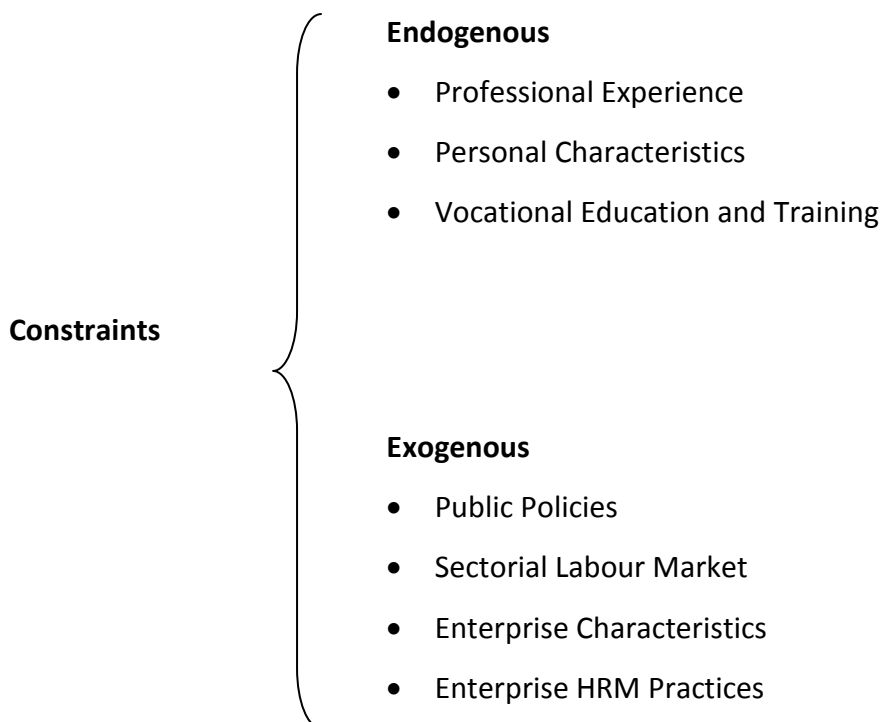 Endogenous
• Professional Experience
• Personal Characteristics
• Vocational Education and Training
Constraints
Exogenous
• Public Policies
• Sectorial Labour Market
• Enterprise Characteristics
• Enterprise HRM Practices